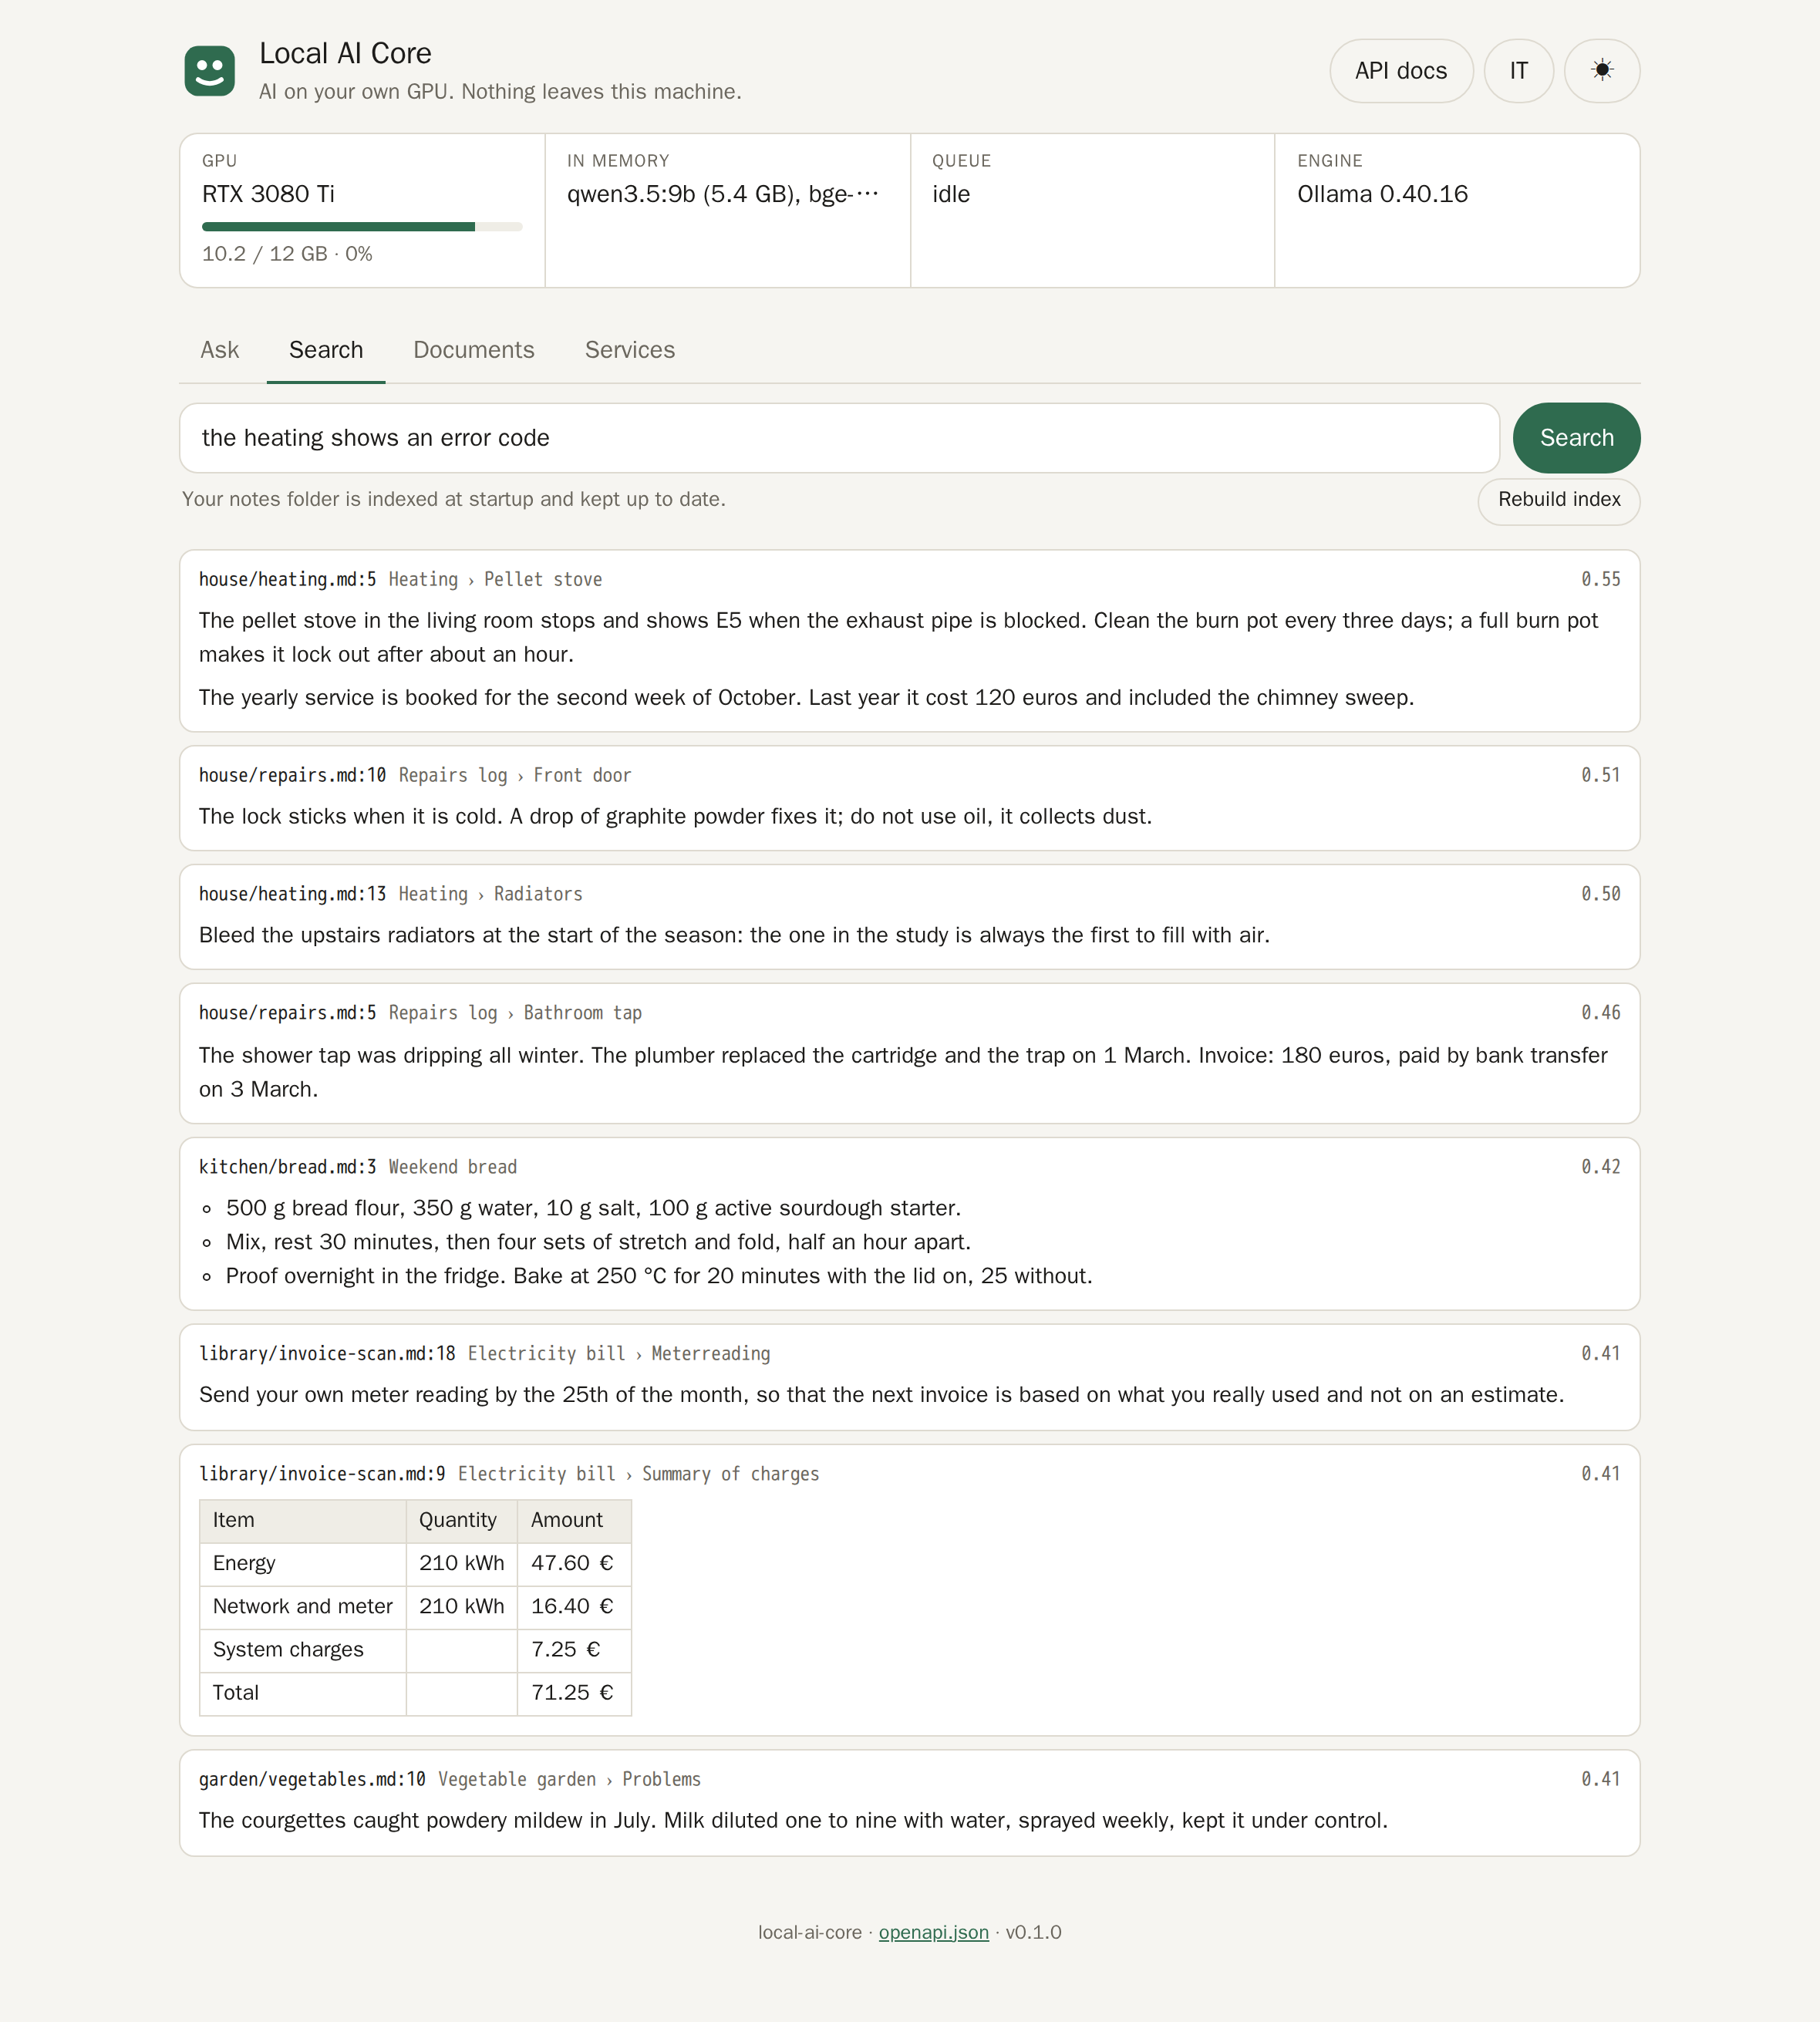 Local AI Core
AI on your own GPU. Nothing leaves this machine.
API docs
IT
GPU
RTX 3080 Ti
10.2 / 12 GB · 0%
IN MEMORY
qwen3.5:9b (5.4 GB), bge-···
QUEUE
idle
ENGINE
Ollama 0.40.16
Ask
Search
Documents
Services
the heating shows an error code
Search
Your notes folder is indexed at startup and kept up to date.
Rebuild index
house/heating.md:5 Heating › Pellet stove 0.55
The pellet stove in the living room stops and shows E5 when the exhaust pipe is blocked. Clean the burn pot every three days; a full burn pot
makes it lock out after about an hour.
The yearly service is booked for the second week of October. Last year it cost 120 euros and included the chimney sweep.
house/repairs.md:10 Repairs log › Front door 0.51
The lock sticks when it is cold. A drop of graphite powder fixes it; do not use oil, it collects dust.
house/heating.md:13 Heating › Radiators 0.50
Bleed the upstairs radiators at the start of the season: the one in the study is always the first to fill with air.
house/repairs.md:5 Repairs log › Bathroom tap 0.46
The shower tap was dripping all winter. The plumber replaced the cartridge and the trap on 1 March. Invoice: 180 euros, paid by bank transfer
on 3 March.
kitchen/bread.md:3 Weekend bread 0.42
500 g bread flour, 350 g water, 10 g salt, 100 g active sourdough starter.
Mix, rest 30 minutes, then four sets of stretch and fold, half an hour apart.
Proof overnight in the fridge. Bake at 250 °C for 20 minutes with the lid on, 25 without.
library/invoice-scan.md:18 Electricity bill › Meterreading 0.41
Send your own meter reading by the 25th of the month, so that the next invoice is based on what you really used and not on an estimate.
library/invoice-scan.md:9 Electricity bill › Summary of charges 0.41
Item Quantity Amount
Energy 210 kWh 47.60 €
Network and meter 210 kWh 16.40 €
System charges 7.25 €
Total 71.25 €
garden/vegetables.md:10 Vegetable garden › Problems 0.41
The courgettes caught powdery mildew in July. Milk diluted one to nine with water, sprayed weekly, kept it under control.
local-ai-core · openapi.json · v0.1.0